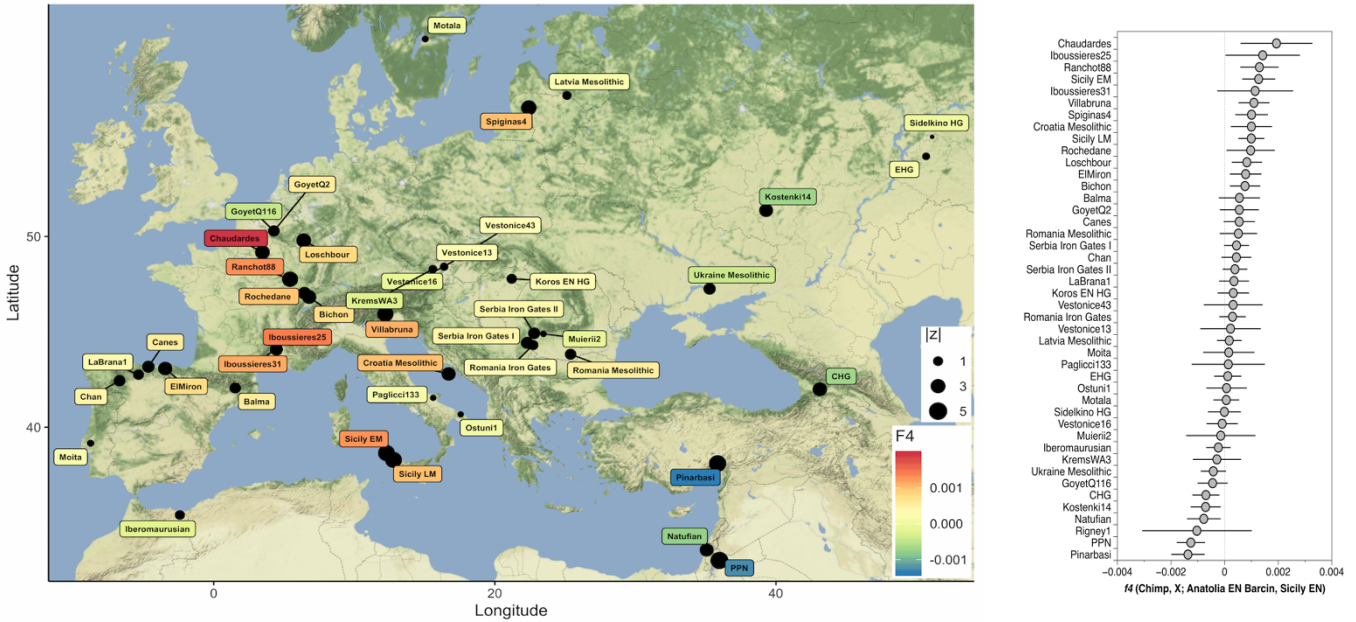 Motala
Latvia Mesolithic
Spiginas4
Sidelkino HG
EHG
GoyetQ2
GoyetQ116
Kostenki14
Chaudardes
Vestonice43
Loschbour
Vestonice13
Ranchot88
Ukraine Mesolithic
Vestonice16
Koros EN HG
Rochedane
KremsWA3
Bichon
Serbia Iron Gates II
Villabruna
Iboussieres25
Serbia Iron Gates I
Muierii2
Canes
LaBrana1
Iboussieres31
Croatia Mesolithic
Romania Iron Gates
Romania Mesolithic
ElMiron
CHG
Chan
Balma
Paglicci133
Ostuni1
Sicily EM
Moita
Sicily LM
Pinarbasi
Iberomaurusian
Natufian
PPN
|z|
1
3
5
F4
0.001
0.000
-0.001
50
40
Latitude
0
20
40
Longitude
Chaudardes
Iboussieres25
Ranchot88
Sicily EM
Iboussieres31
Villabruna
Spiginas4
Croatia Mesolithic
Sicily LM
Rochedane
Loschbour
ElMiron
Bichon
Balma
GoyetQ2
Canes
Romania Mesolithic
Serbia Iron Gates I
Chan
Serbia Iron Gates II
LaBrana1
Koros EN HG
Vestonice43
Romania Iron Gates
Vestonice13
Latvia Mesolithic
Moita
Paglicci133
EHG
Ostuni1
Motala
Sidelkino HG
Vestonice16
Muierii2
Iberomaurusian
KremsWA3
Ukraine Mesolithic
GoyetQ116
CHG
Kostenki14
Natufian
Rigney1
PPN
Pinarbasi
−0.004
−0.002
0
0.002
0.004
f4 (Chimp, X; Anatolia EN Barcin, Sicily EN)